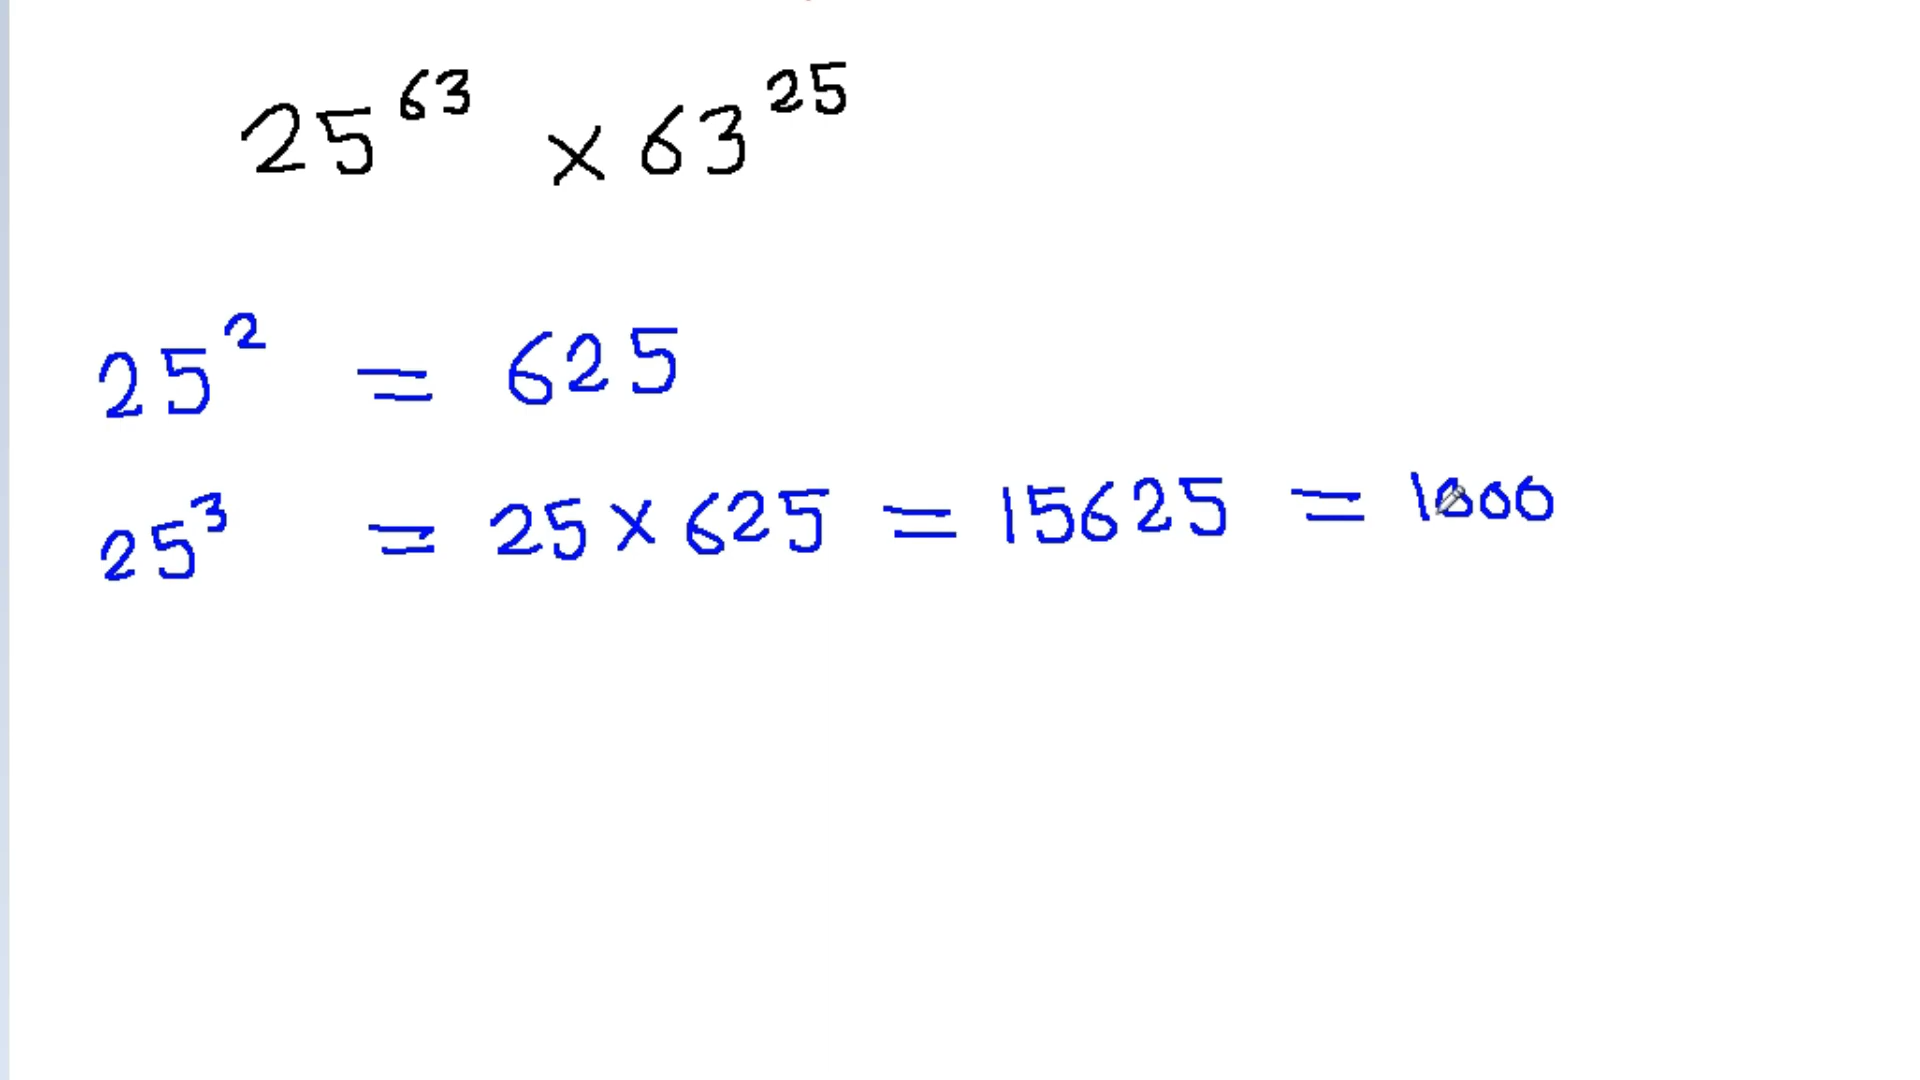 25^63 × 63^25
25^2 = 625
25^3 = 25 × 625 = 15625 = 1000